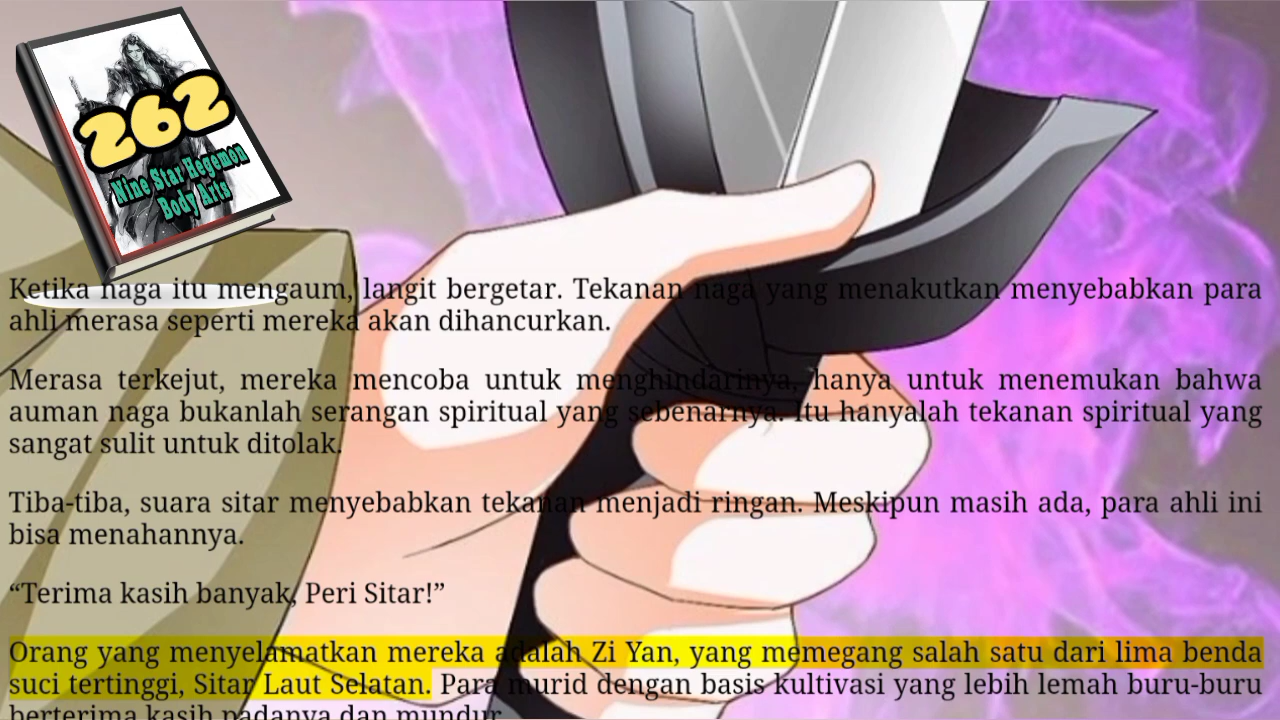 262
Nine Star Hegemon
Body Arts
Ketika naga itu mengaum, langit bergetar. Tekanan naga yang menakutkan menyebabkan para
ahli merasa seperti mereka akan dihancurkan.
Merasa terkejut, mereka mencoba untuk menghindarinya, hanya untuk menemukan bahwa
auman naga bukanlah serangan spiritual yang sebenarnya. Itu hanyalah tekanan spiritual yang
sangat sulit untuk ditolak.
Tiba-tiba, suara sitar menyebabkan tekanan menjadi ringan. Meskipun masih ada, para ahli ini
bisa menahannya.
“Terima kasih banyak, Peri Sitar!”
Orang yang menyelamatkan mereka adalah Zi Yan, yang memegang salah satu dari lima benda
suci tertinggi, Sitar Laut Selatan. Para murid dengan basis kultivasi yang lebih lemah buru-buru
berterima kasih padanya dan mundur.